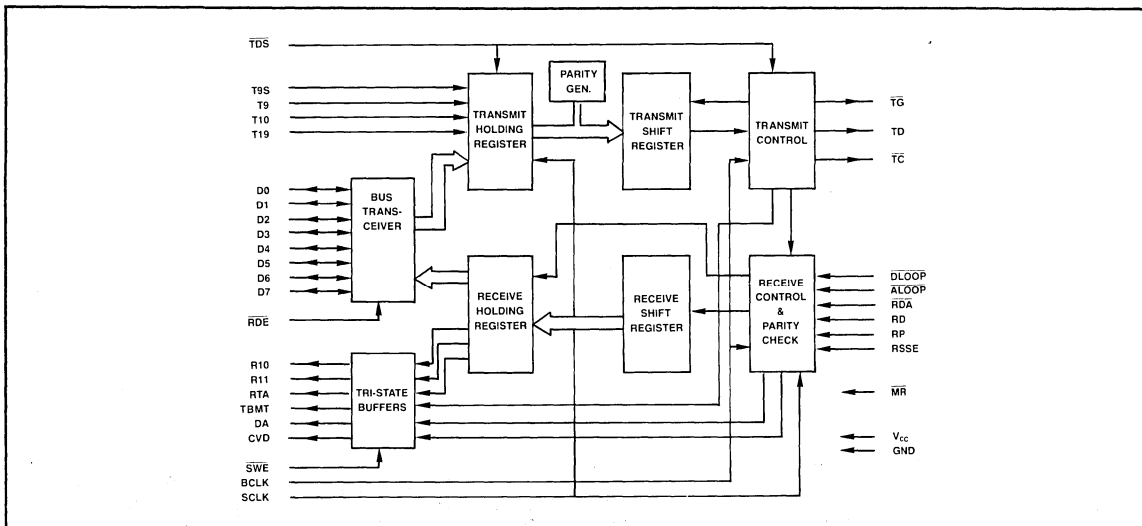 TDS
T9S
T9
T10
T19
TRANSMIT
HOLDING
REGISTER
PARITY
GEN.
TRANSMIT
SHIFT
REGISTER
TRANSMIT
CONTROL
TG
TD
TC
D0
D1
D2
D3
D4
D5
D6
D7
BUS
TRANS-
CEIVER
RDE
RECEIVE
HOLDING
REGISTER
RECEIVE
SHIFT
REGISTER
RECEIVE
CONTROL
&
PARITY
CHECK
DLOOP
ALOOP
RDA
RD
RP
RSSE
R10
R11
RTA
TBMT
DA
CVD
TRI-STATE
BUFFERS
MR
VCC
GND
SWE
BCLK
SCLK